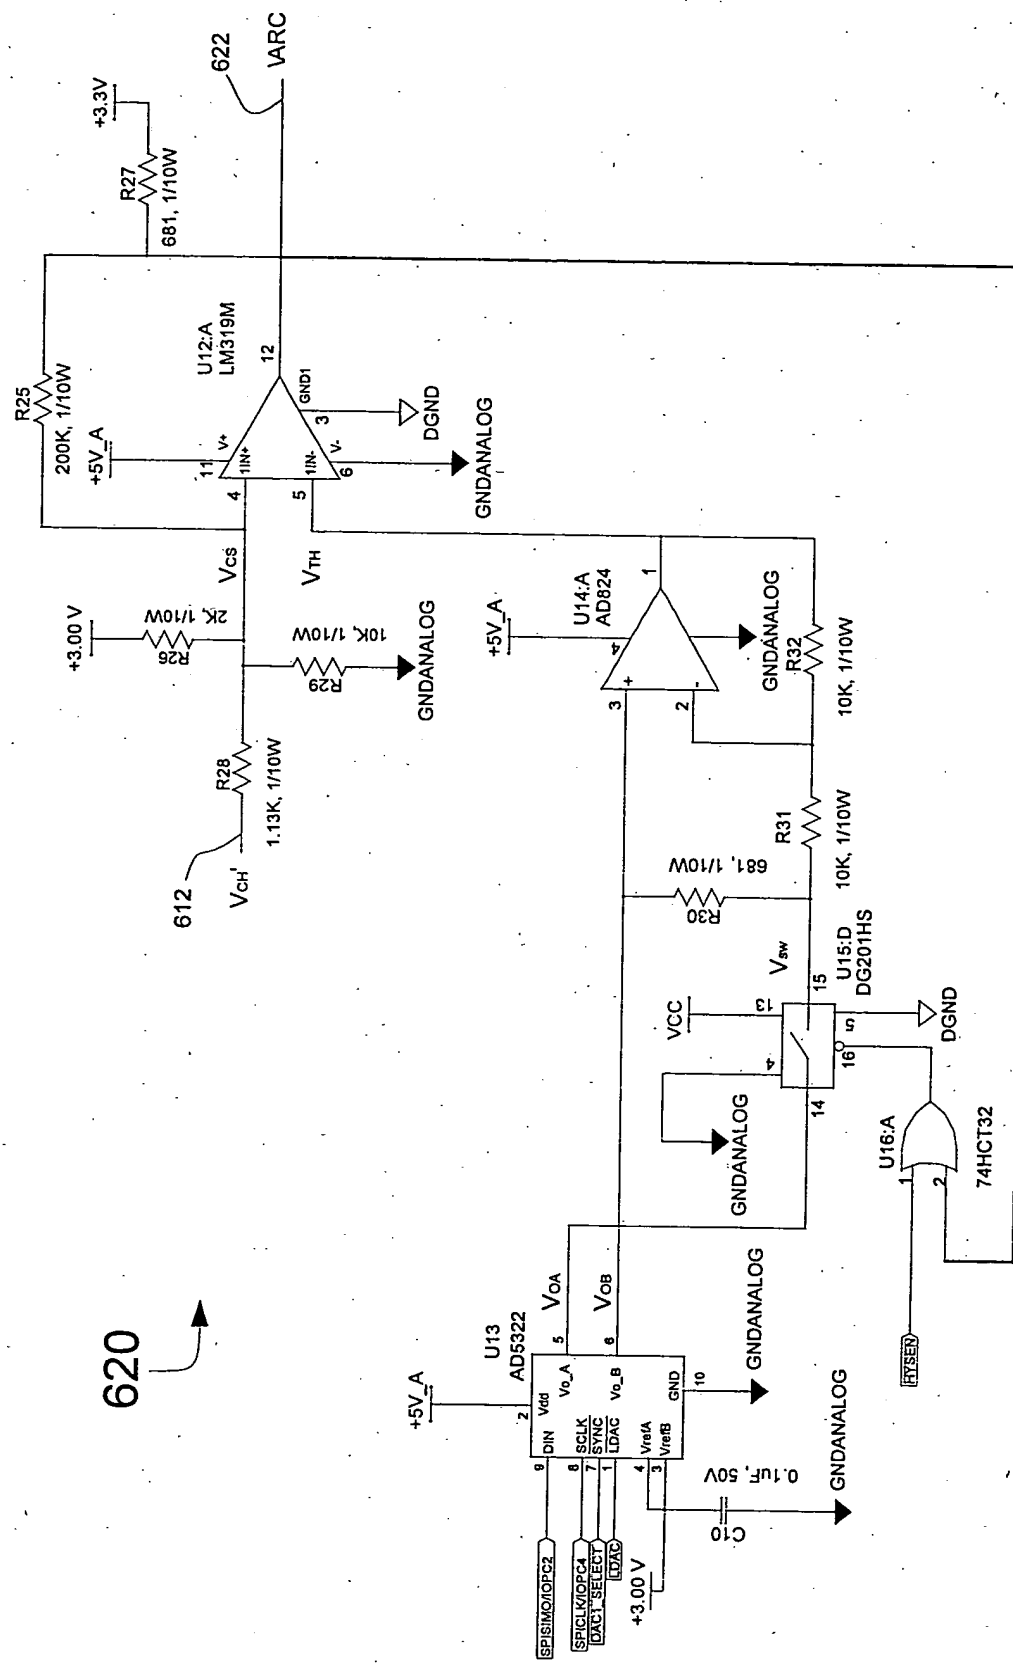 620
612
VCH'
R28
1.13K, 1/10W
+3.00 V
R26
2K, 1/10W
R29
10K, 1/10W
GNDANALOG
VCS
VTH
R25
200K, 1/10W
+5V_A
11
V+
4
1IN+
5
1IN-
6
V-
GNDANALOG
3
GND1
DGND
U12:A
LM319M
12
R27
681, 1/10W
+3.3V
622
\ARC
+5V_A
4
U14:A
AD824
3
+
2
-
1
GNDANALOG
R32
10K, 1/10W
R31
10K, 1/10W
R30
681, 1/10W
Vsw
U15:D
DG201HS
VCC
13
15
4
14
5
16
DGND
GNDANALOG
U16:A
1
2
74HCT32
HYSEN
VOA
VOB
U13
AD5322
+5V_A
2
Vdd
9
DIN
8
SCLK
7
SYNC
1
LDAC
4
VrefA
3
VrefB
5
Vo_A
6
Vo_B
10
GND
GNDANALOG
SPISIMO/IOPC2
SPICLK/IOPC4
DAC1_SELECT
LDAC
+3.00 V
C10
0.1uF, 50V
GNDANALOG